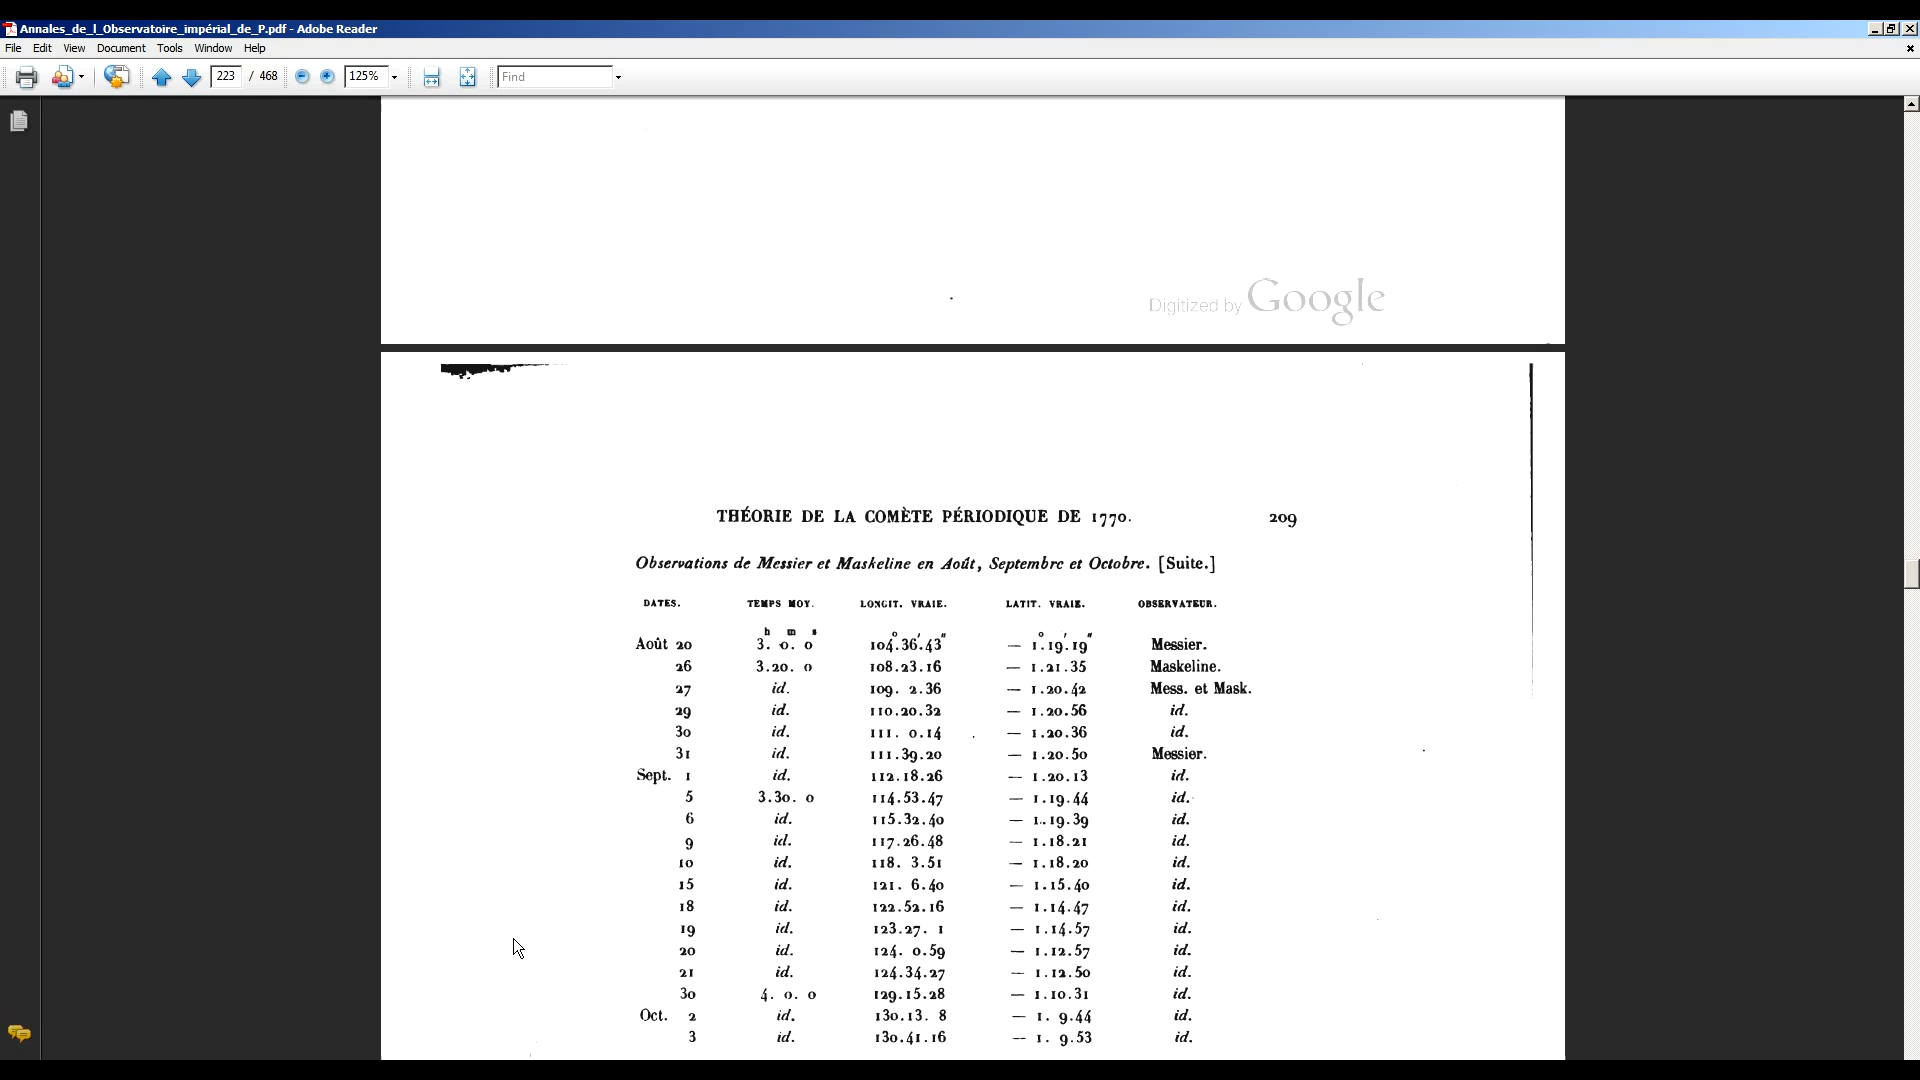 Annales_de_l_Observatoire_impérial_de_P.pdf - Adobe Reader
File Edit View Document Tools Window Help
223 / 468 125% Find
Digitized by Google
THÉORIE DE LA COMÈTE PÉRIODIQUE DE 1770. 209
Observations de Messier et Maskeline en Août, Septembre et Octobre. [Suite.]
DATES. TEMPS MOY. LONGIT. VRAIE. LATIT. VRAIE. OBSERVATEUR.
h m s ° ′ ″ ° ′ ″
Août 20 3. 0. 0 104.36.43 — 1.19.19 Messier.
26 3.20. 0 108.23.16 — 1.21.35 Maskeline.
27 id. 109. 2.36 — 1.20.42 Mess. et Mask.
29 id. 110.20.32 — 1.20.56 id.
30 id. 111. 0.14 — 1.20.36 id.
31 id. 111.39.20 — 1.20.50 Messier.
Sept. 1 id. 112.18.26 — 1.20.13 id.
5 3.30. 0 114.53.47 — 1.19.44 id.
6 id. 115.32.40 — 1.19.39 id.
9 id. 117.26.48 — 1.18.21 id.
10 id. 118. 3.51 — 1.18.20 id.
15 id. 121. 6.40 — 1.15.40 id.
18 id. 122.52.16 — 1.14.47 id.
19 id. 123.27. 1 — 1.14.57 id.
20 id. 124. 0.59 — 1.12.57 id.
21 id. 124.34.27 — 1.12.50 id.
30 4. 0. 0 129.15.28 — 1.10.31 id.
Oct. 2 id. 130.13. 8 — 1. 9.44 id.
3 id. 130.41.16 — 1. 9.53 id.